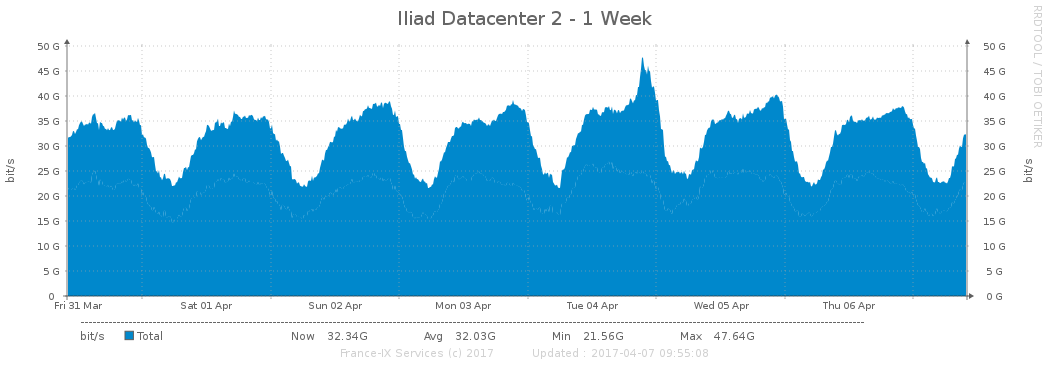 Iliad Datacenter 2 - 1 Week
RRDTOOL / TOBI OETIKER
50 G 50 G
45 G 45 G
40 G 40 G
35 G 35 G
30 G 30 G
25 G 25 G
20 G 20 G
15 G 15 G
10 G 10 G
5 G 5 G
0 0 G
bit/s bit/s
Fri 31 Mar Sat 01 Apr Sun 02 Apr Mon 03 Apr Tue 04 Apr Wed 05 Apr Thu 06 Apr
bit/s Total Now 32.34G Avg 32.03G Min 21.56G Max 47.64G
France-IX Services (c) 2017 Updated : 2017-04-07 09:55:08